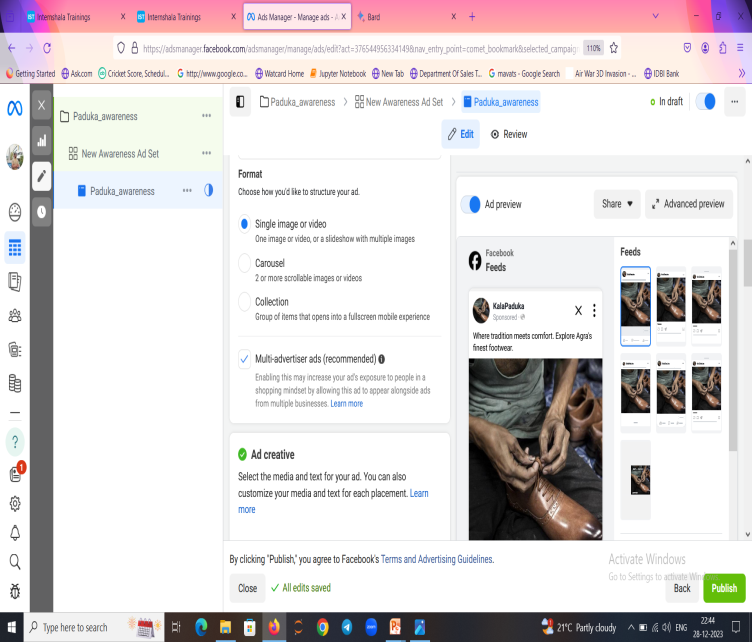 Internshala Trainings
Internshala Trainings
Ads Manager - Manage ads - A
Bard
https://adsmanager.facebook.com/adsmanager/manage/ads/edit?act=376544956334149&nav_entry_point=comet_bookmark&selected_campaig
110%
Getting Started
Ask.com
Cricket Score, Schedul...
http://www.google.co...
Watcard Home
Jupyter Notebook
New Tab
Department Of Sales T...
mavats - Google Search
Air War 3D Invasion - ...
IDBI Bank
Paduka_awareness
New Awareness Ad Set
Paduka_awareness
Paduka_awareness > New Awareness Ad Set > Paduka_awareness
In draft
Edit
Review
Format
Choose how you'd like to structure your ad.
Single image or video
One image or video, or a slideshow with multiple images
Carousel
2 or more scrollable images or videos
Collection
Group of items that opens into a fullscreen mobile experience
Multi-advertiser ads (recommended)
Enabling this may increase your ad's exposure to people in a
shopping mindset by allowing this ad to appear alongside ads
from multiple businesses. Learn more
Ad creative
Select the media and text for your ad. You can also
customize your media and text for each placement. Learn
more
Ad preview
Share
Advanced preview
Facebook
Feeds
KalaPaduka
Sponsored
Where tradition meets comfort. Explore Agra's
finest footwear.
Feeds
1
By clicking "Publish," you agree to Facebook's Terms and Advertising Guidelines.
Close
All edits saved
Activate Windows
Go to Settings to activate Windows.
Back
Publish
Type here to search
21°C Partly cloudy
ENG
22:44
28-12-2023